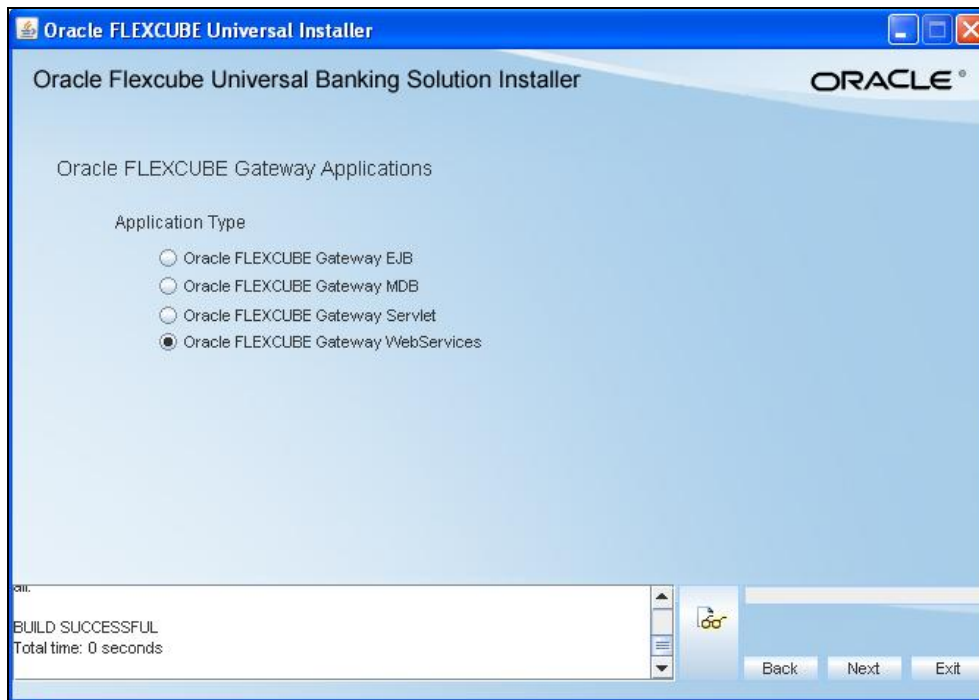 Oracle FLEXCUBE Universal Installer
Oracle Flexcube Universal Banking Solution Installer
ORACLE®
Oracle FLEXCUBE Gateway Applications
Application Type
Oracle FLEXCUBE Gateway EJB
Oracle FLEXCUBE Gateway MDB
Oracle FLEXCUBE Gateway Servlet
Oracle FLEXCUBE Gateway WebServices
all:
BUILD SUCCESSFUL
Total time: 0 seconds
Back Next Exit